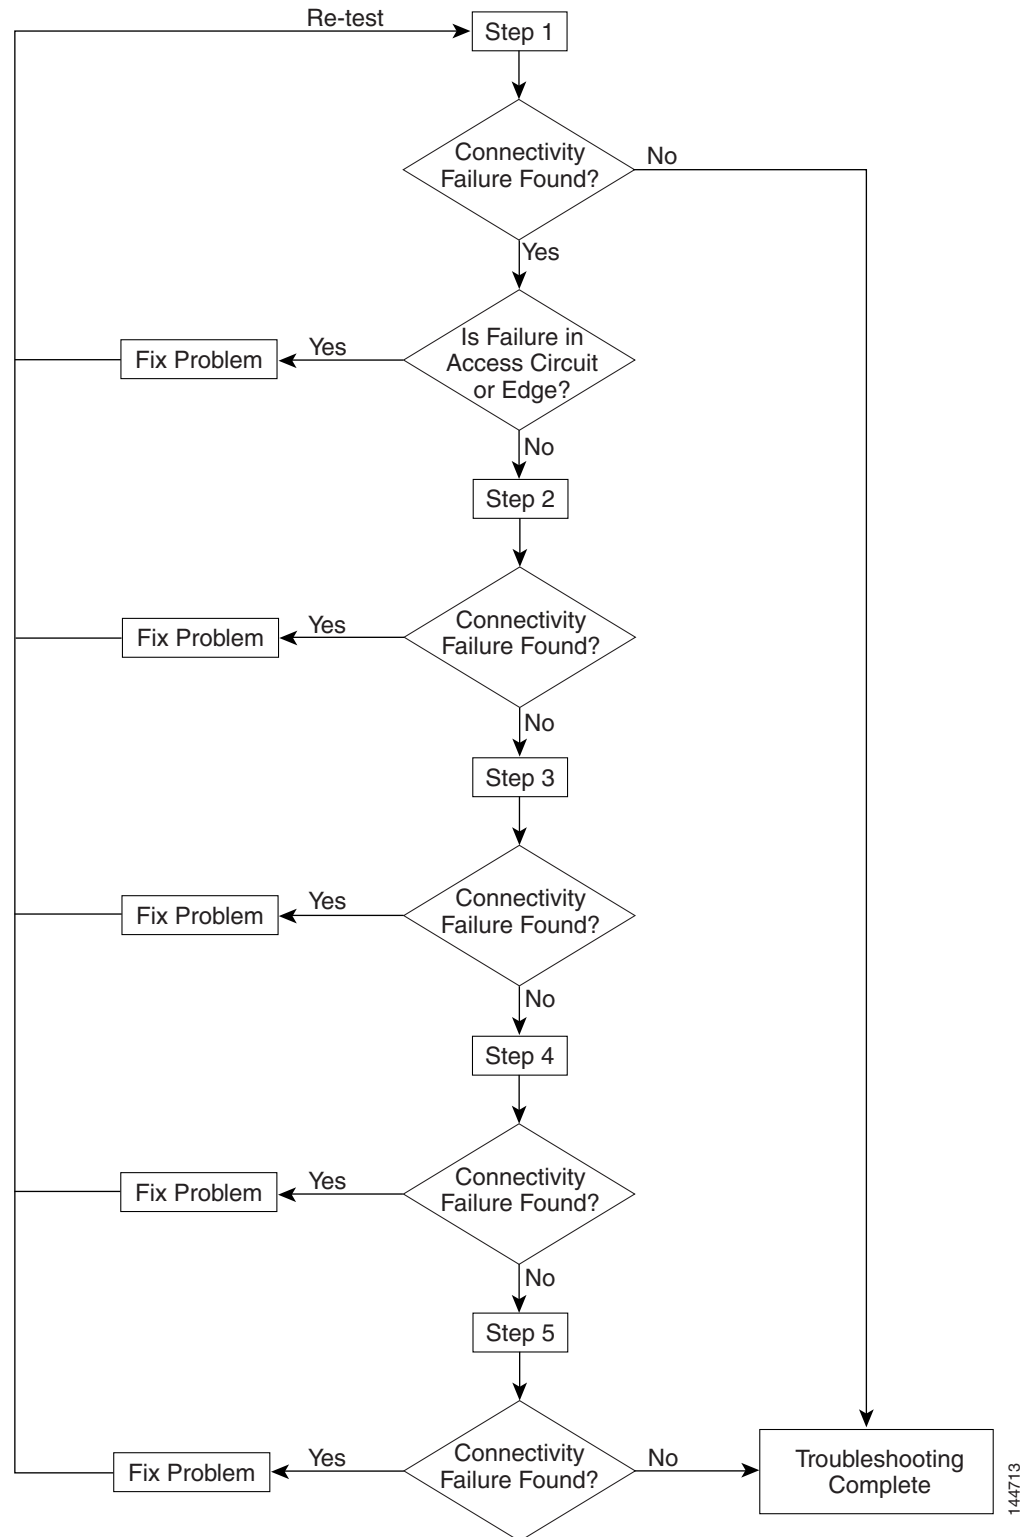 Re-test
Step 1
Connectivity
Failure Found?
No
Yes
Is Failure in
Access Circuit
or Edge?
Yes
Fix Problem
No
Step 2
Connectivity
Failure Found?
Yes
Fix Problem
No
Step 3
Connectivity
Failure Found?
Yes
Fix Problem
No
Step 4
Connectivity
Failure Found?
Yes
Fix Problem
No
Step 5
Connectivity
Failure Found?
Yes
Fix Problem
No
Troubleshooting
Complete
144713